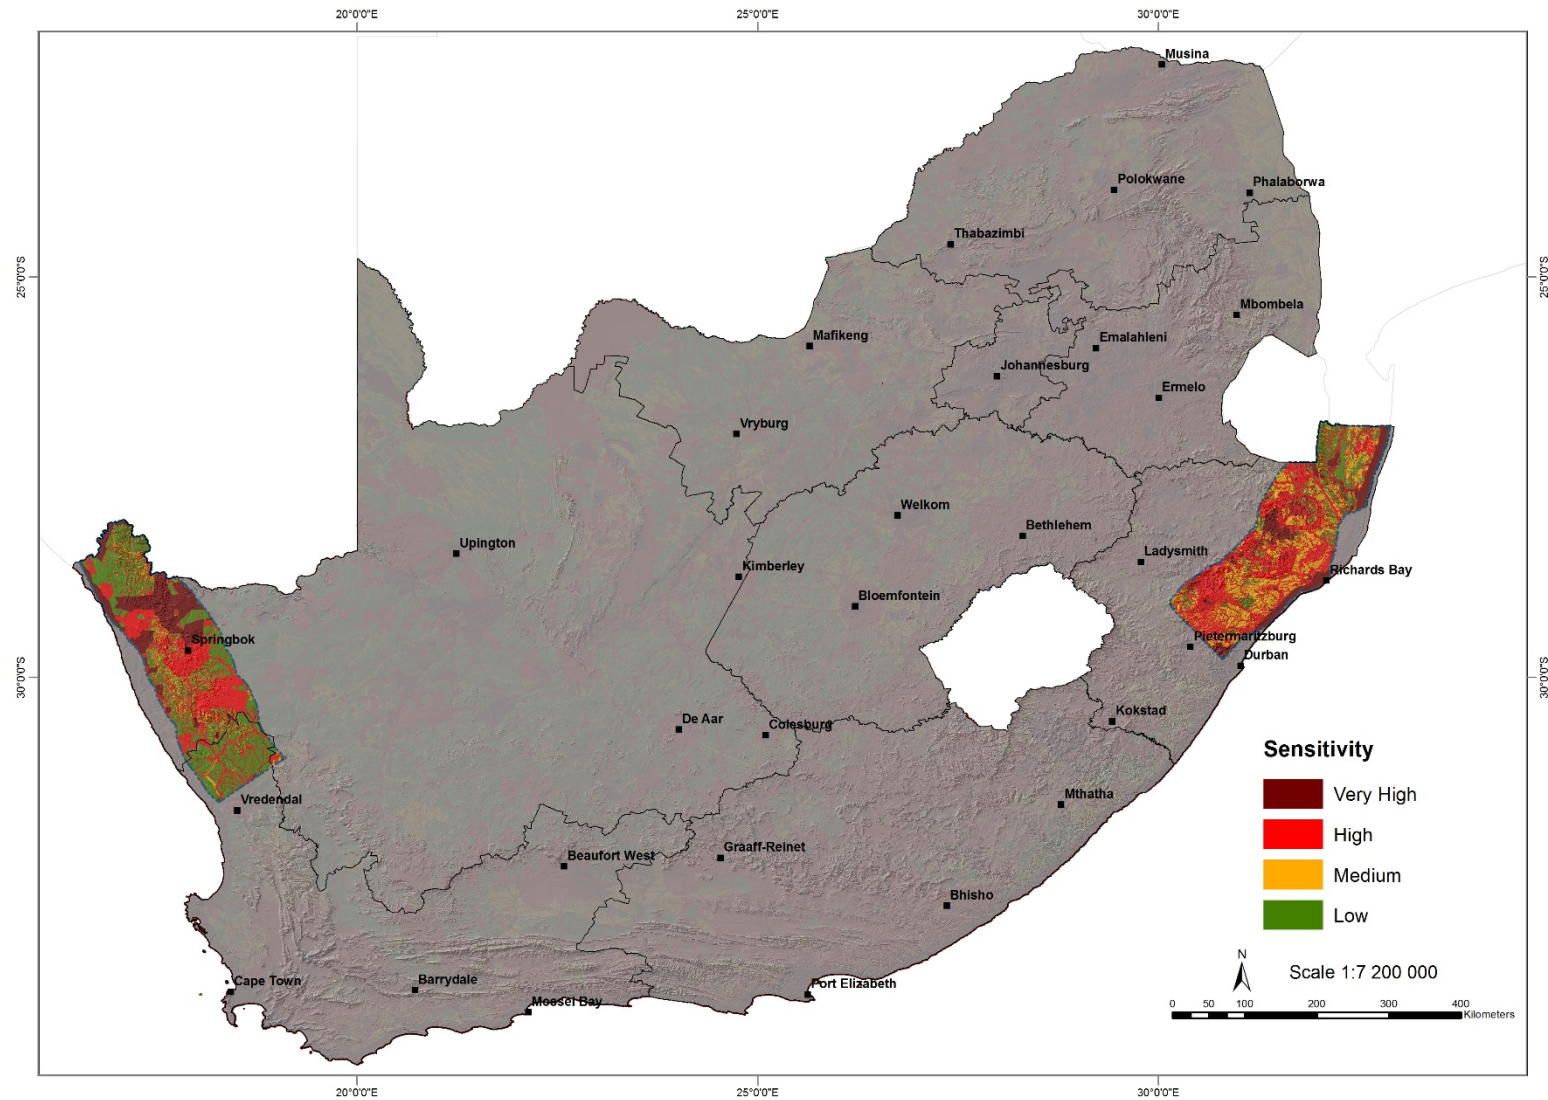 20°0'0"E 25°0'0"E 30°0'0"E
Musina
Polokwane
Phalaborwa
Thabazimbi
25°0'0"S
25°0'0"S
Mbombela
Mafikeng
Emalahleni
Johannesburg
Ermelo
Vryburg
Welkom
Bethlehem
Upington
Ladysmith
Kimberley
Richards Bay
Bloemfontein
Springbok
Pietermaritzburg
Durban
30°0'0"S
30°0'0"S
Kokstad
De Aar
Colesburg
Sensitivity
Very High
High
Medium
Low
Vredendal
Mthatha
Graaff-Reinet
Beaufort West
Bhisho
N
Scale 1:7 200 000
Cape Town
Barrydale
Port Elizabeth
Mossel Bay
0 50 100 200 300 400
Kilometers
20°0'0"E 25°0'0"E 30°0'0"E